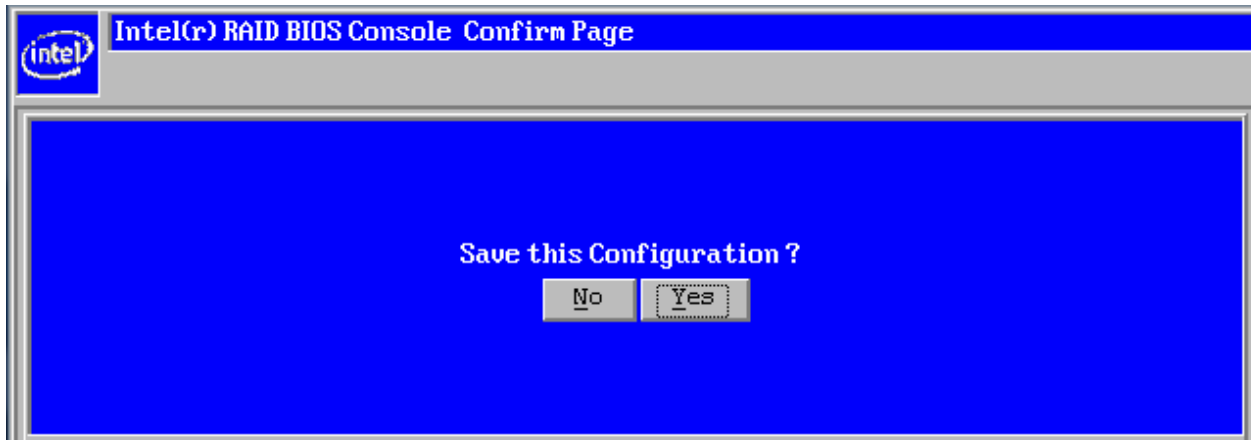 intel
Intel(r) RAID BIOS Console Confirm Page
Save this Configuration ?
No Yes